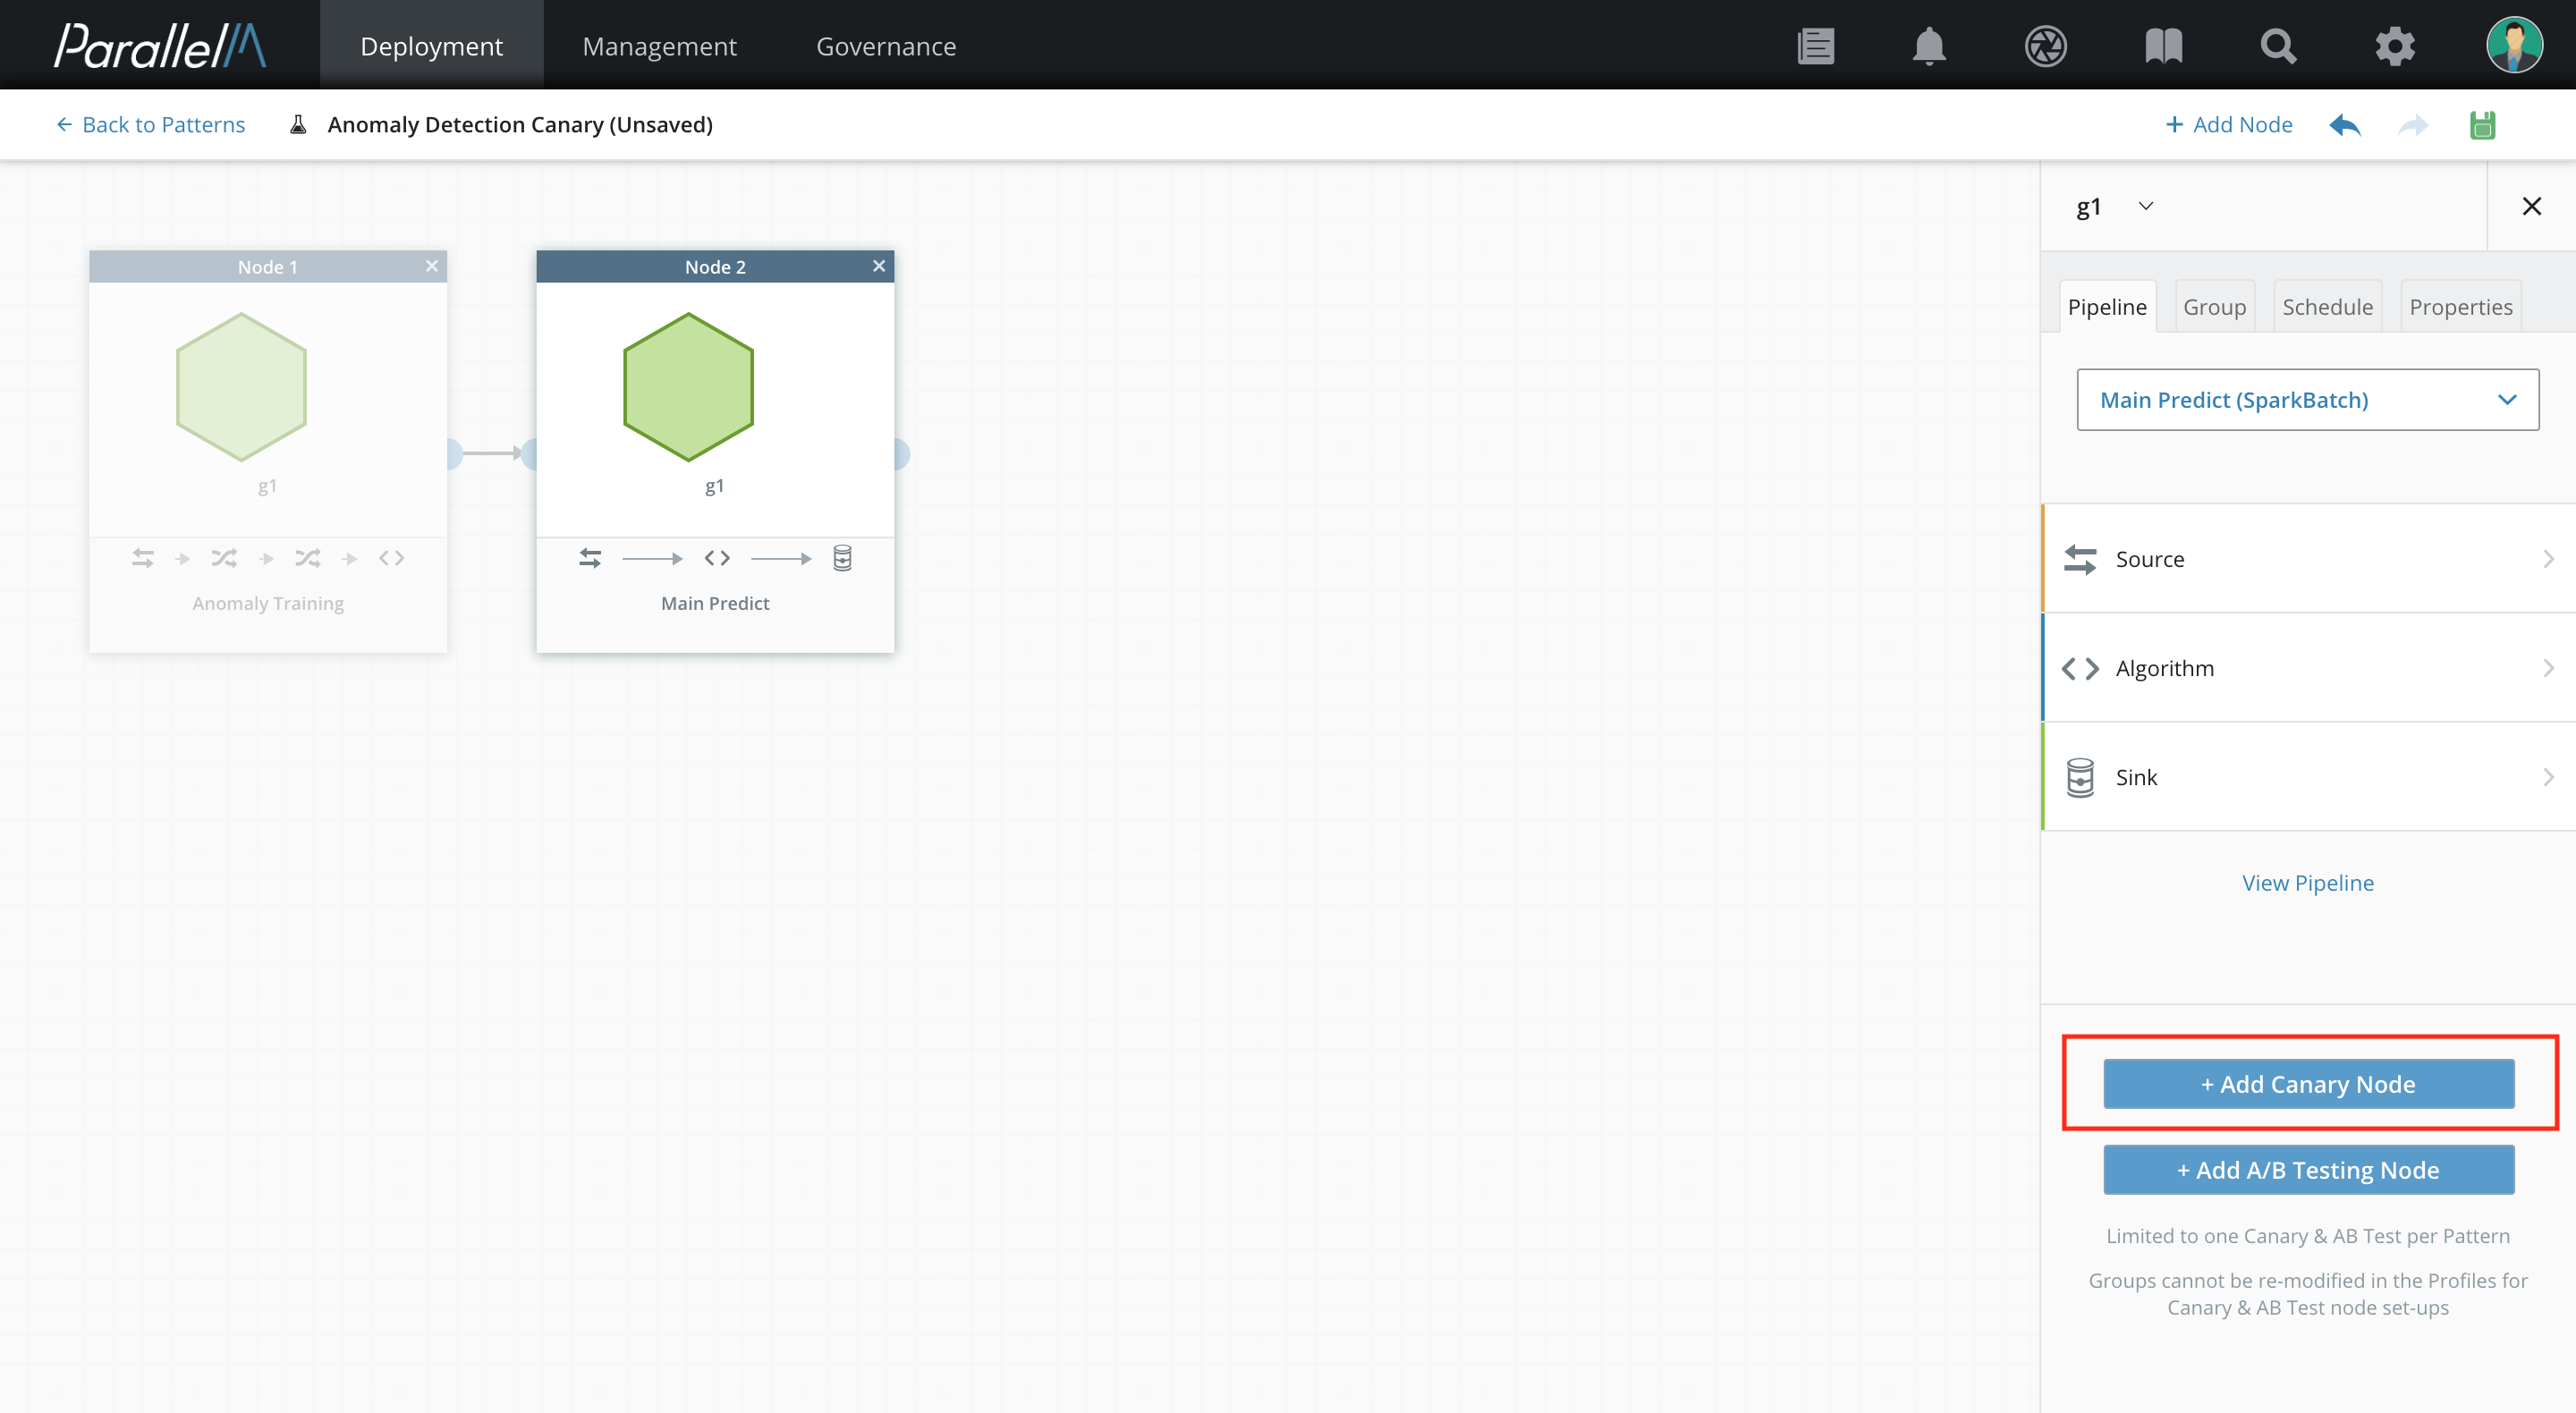 ParallelM
Deployment
Management
Governance
Back to Patterns
Anomaly Detection Canary (Unsaved)
+ Add Node
Node 1
g1
Anomaly Training
Node 2
g1
Main Predict
g1
Pipeline
Group
Schedule
Properties
Main Predict (SparkBatch)
Source
Algorithm
Sink
View Pipeline
+ Add Canary Node
+ Add A/B Testing Node
Limited to one Canary & AB Test per Pattern
Groups cannot be re-modified in the Profiles for
Canary & AB Test node set-ups